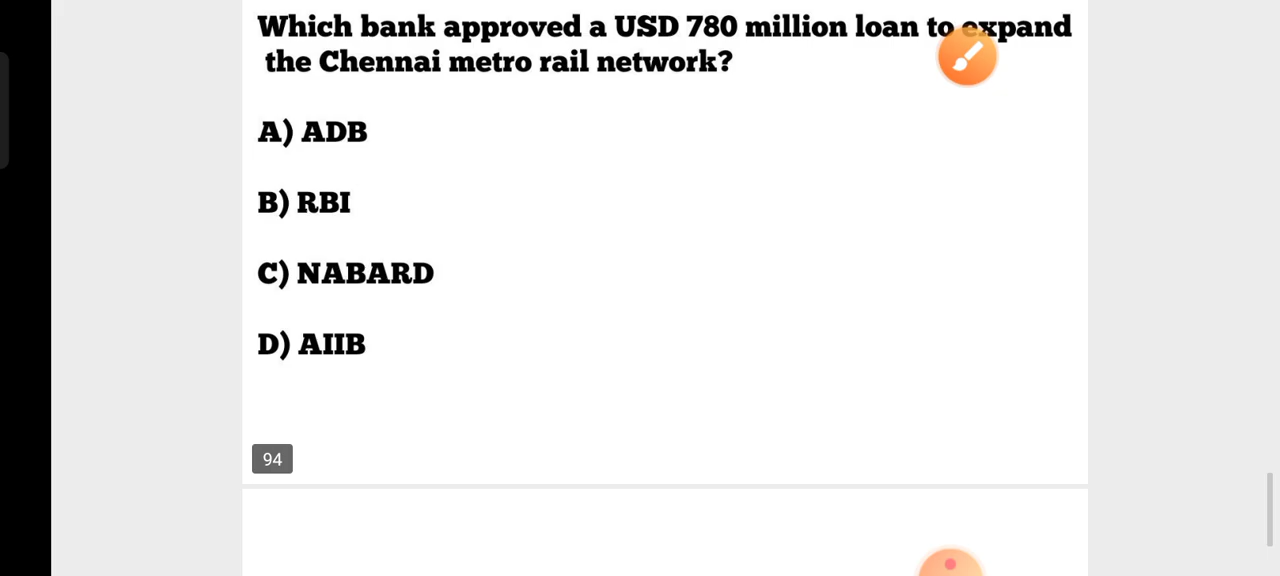 Which bank approved a USD 780 million loan to expand
the Chennai metro rail network?
A) ADB
B) RBI
C) NABARD
D) AIIB
94